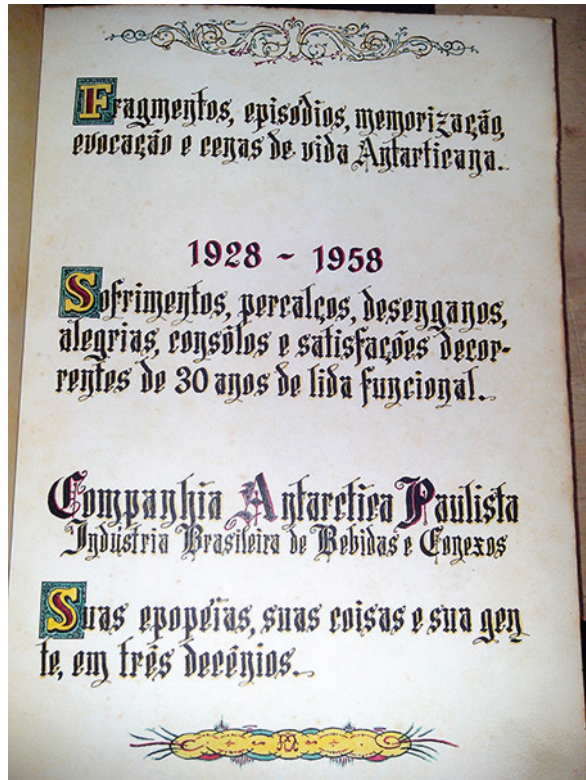 Fragmentos, episodios, memorização,
evocação e cenas de vida Antarticana.
1928 - 1958
Sofrimentos, percalços, desenganos,
alegrias, consôlos e satisfações decor-
rentes de 30 anos de lida funcional.
Companhia Antarctica Paulista
Indústria Brasileira de Bebidas e Conexos
Suas epopéias, suas coisas e sua gen
te, em três decênios.